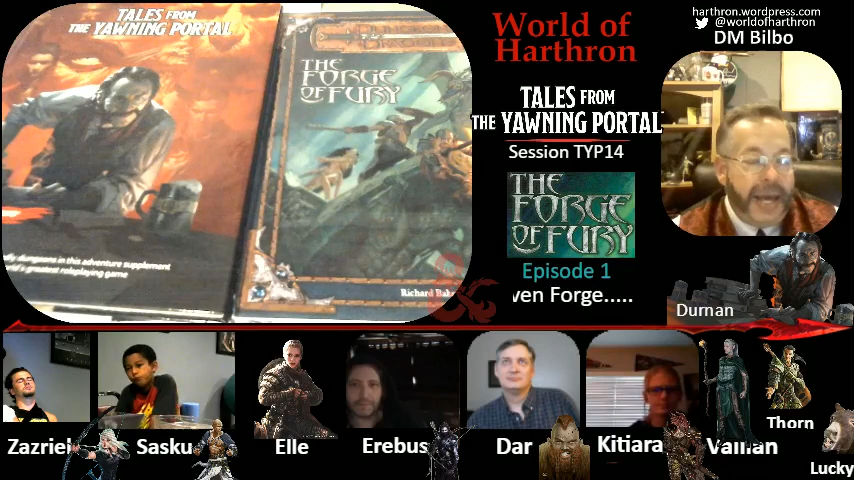 TALES FROM
THE YAWNING PORTAL
in this adventure supplement
world's greatest roleplaying game
THE
FORGE
OF FURY
Richard
World of
Harthron
TALES FROM
THE YAWNING PORTAL
Session TYP14
THE
FORGE
OF FURY
Episode 1
ven Forge.....
harthron.wordpress.com
@worldofharthron
DM Bilbo
Durnan
Zazriel
Sasku
Elle
Erebus
Dar
Kitiara
Vallian
Thorn
Lucky